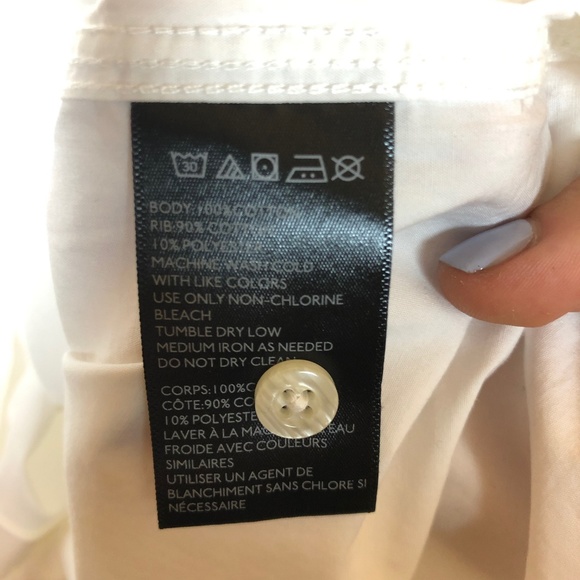 30
BODY: 100% COTTON
RIB: 90% COTTON
10% POLYESTER
MACHINE WASH COLD
WITH LIKE COLORS
USE ONLY NON-CHLORINE
BLEACH
TUMBLE DRY LOW
MEDIUM IRON AS NEEDED
DO NOT DRY CLEAN
CORPS: 100%
CÔTE: 90%
10% POLYESTE
LAVER À LA EAU
FROIDE AVEC COULEURS
SIMILAIRES
UTILISER UN AGENT DE
BLANCHIMENT SANS CHLORE SI
NÉCESSAIRE